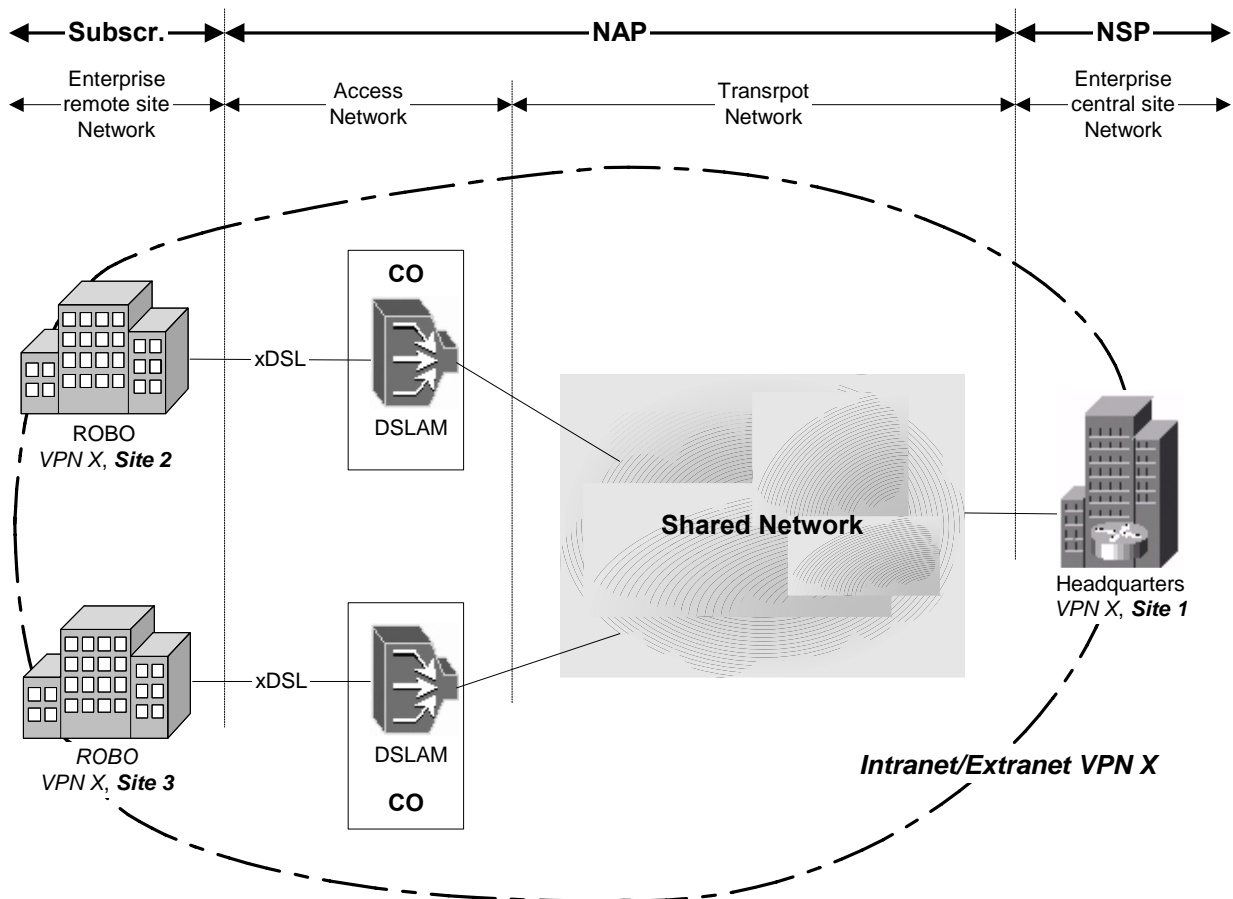 Subscr.
NAP
NSP
Enterprise
remote site
Network
Access
Network
Transrpot
Network
Enterprise
central site
Network
CO
xDSL
DSLAM
ROBO
VPN X, Site 2
Shared Network
Headquarters
VPN X, Site 1
xDSL
DSLAM
CO
ROBO
VPN X, Site 3
Intranet/Extranet VPN X